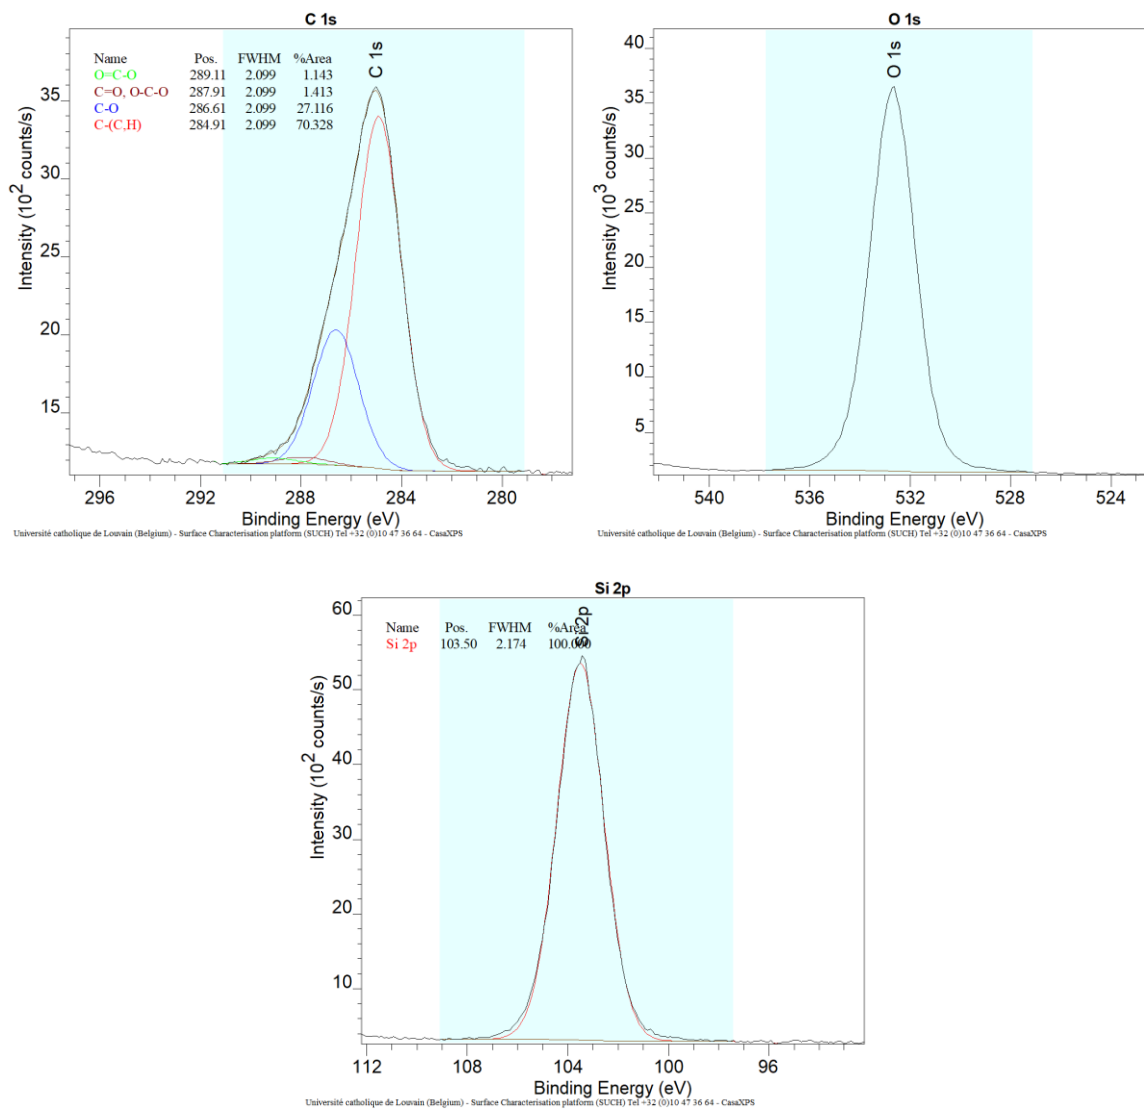 C 1s
Name Pos. FWHM %Area
O=C-O 289.11 2.099 1.143
C=O, O-C-O 287.91 2.099 1.413
C-O 286.61 2.099 27.116
C-(C,H) 284.91 2.099 70.328
C 1s
Intensity (10² counts/s)
35
30
25
20
15
296 292 288 284 280
Binding Energy (eV)
Université catholique de Louvain (Belgium) - Surface Characterisation platform (SUCH) Tel +32 (0)10 47 36 64 - CasaXPS
O 1s
O 1s
Intensity (10³ counts/s)
40
35
30
25
20
15
10
5
540 536 532 528 524
Binding Energy (eV)
Université catholique de Louvain (Belgium) - Surface Characterisation platform (SUCH) Tel +32 (0)10 47 36 64 - CasaXPS
Si 2p
Name Pos. FWHM %Area
Si 2p 103.50 2.174 100.000
Si 2p
Intensity (10² counts/s)
60
50
40
30
20
10
112 108 104 100 96
Binding Energy (eV)
Université catholique de Louvain (Belgium) - Surface Characterisation platform (SUCH) Tel +32 (0)10 47 36 64 - CasaXPS